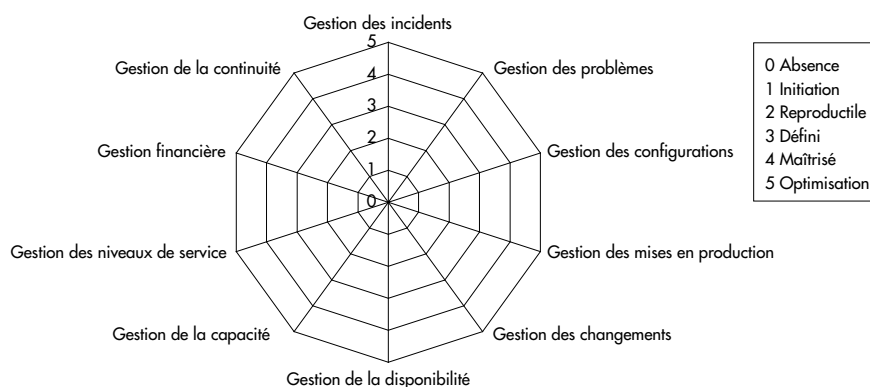 Gestion des incidents
Gestion de la continuité
Gestion des problèmes
Gestion financière
Gestion des configurations
Gestion des niveaux de service
Gestion des mises en production
Gestion de la capacité
Gestion des changements
Gestion de la disponibilité
5
4
3
2
1
0
0 Absence
1 Initiation
2 Reproductile
3 Défini
4 Maîtrisé
5 Optimisation